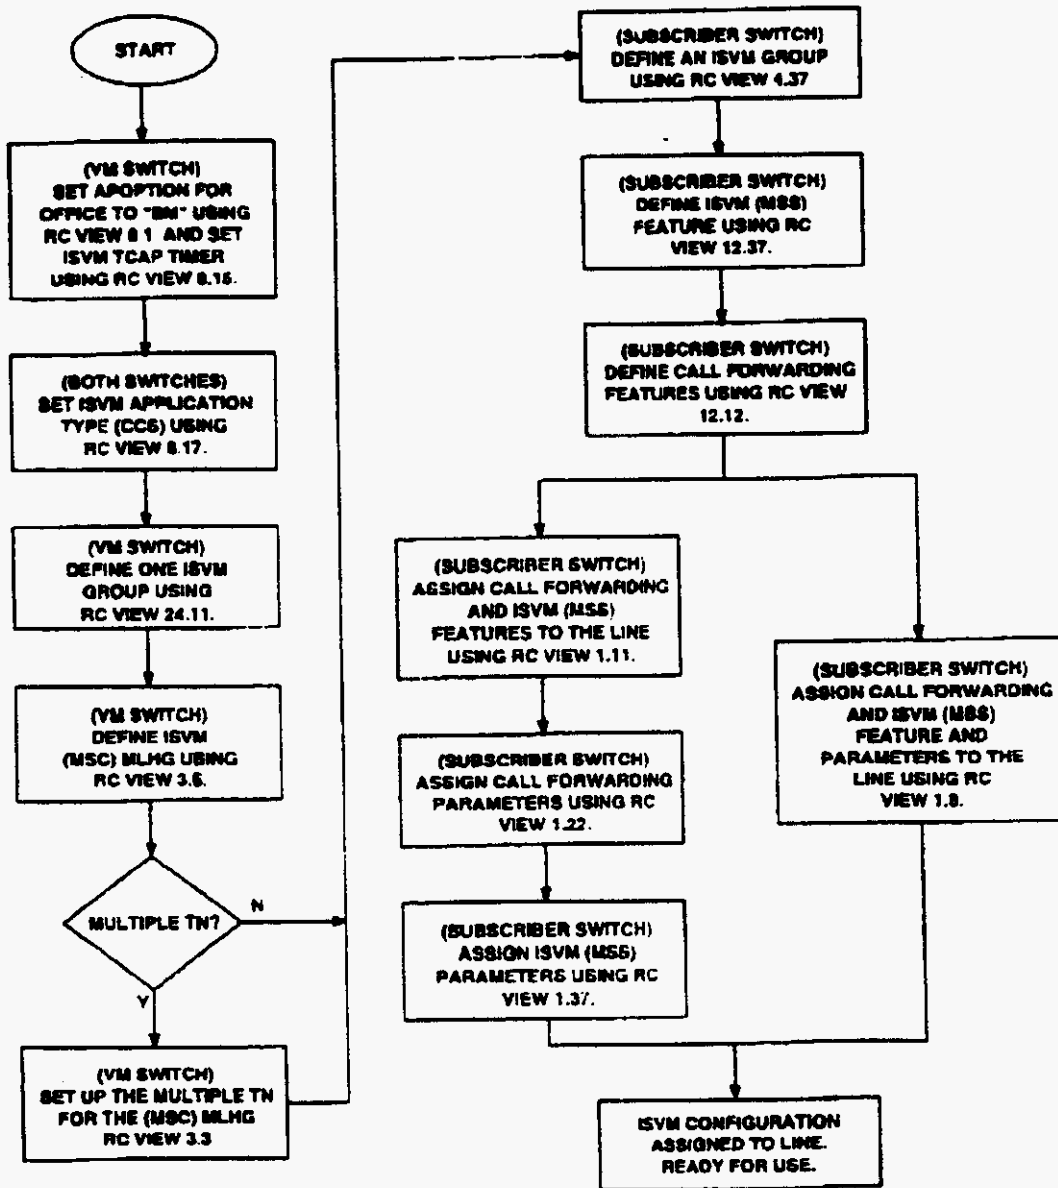 START
(VM SWITCH)
SET APOPTION FOR
OFFICE TO "BM" USING
RC VIEW 8.1 AND SET
ISVM TCAP TIMER
USING RC VIEW 8.15.
(BOTH SWITCHES)
SET ISVM APPLICATION
TYPE (CCS) USING
RC VIEW 8.17.
(VM SWITCH)
DEFINE ONE ISVM
GROUP USING
RC VIEW 24.11.
(VM SWITCH)
DEFINE ISVM
(MSC) MLHG USING
RC VIEW 3.5.
MULTIPLE TN?
N
Y
(VM SWITCH)
SET UP THE MULTIPLE TN
FOR THE (MSC) MLHG
RC VIEW 3.3
(SUBSCRIBER SWITCH)
DEFINE AN ISVM GROUP
USING RC VIEW 4.37
(SUBSCRIBER SWITCH)
DEFINE ISVM (MSS)
FEATURE USING RC
VIEW 12.37.
(SUBSCRIBER SWITCH)
DEFINE CALL FORWARDING
FEATURES USING RC VIEW
12.12.
(SUBSCRIBER SWITCH)
ASSIGN CALL FORWARDING
AND ISVM (MSS)
FEATURES TO THE LINE
USING RC VIEW 1.11.
(SUBSCRIBER SWITCH)
ASSIGN CALL FORWARDING
PARAMETERS USING RC
VIEW 1.22.
(SUBSCRIBER SWITCH)
ASSIGN ISVM (MSS)
PARAMETERS USING RC
VIEW 1.37.
(SUBSCRIBER SWITCH)
ASSIGN CALL FORWARDING
AND ISVM (MSS)
FEATURE AND
PARAMETERS TO THE
LINE USING RC
VIEW 1.8.
ISVM CONFIGURATION
ASSIGNED TO LINE.
READY FOR USE.